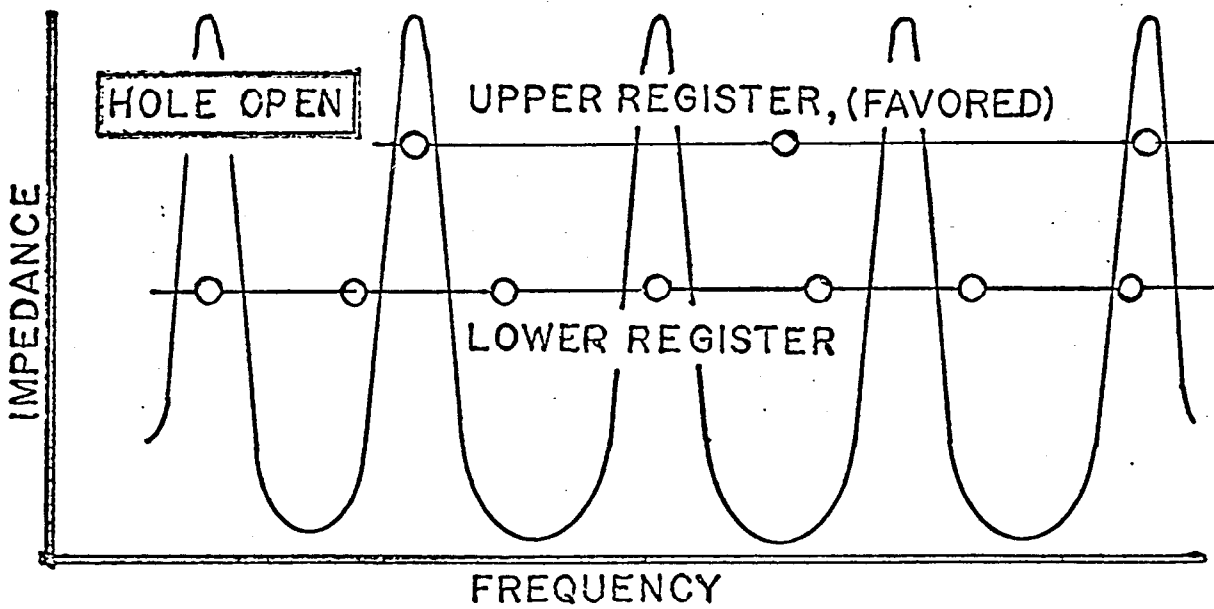 HOLE OPEN
UPPER REGISTER, (FAVORED)
LOWER REGISTER
IMPEDANCE
FREQUENCY